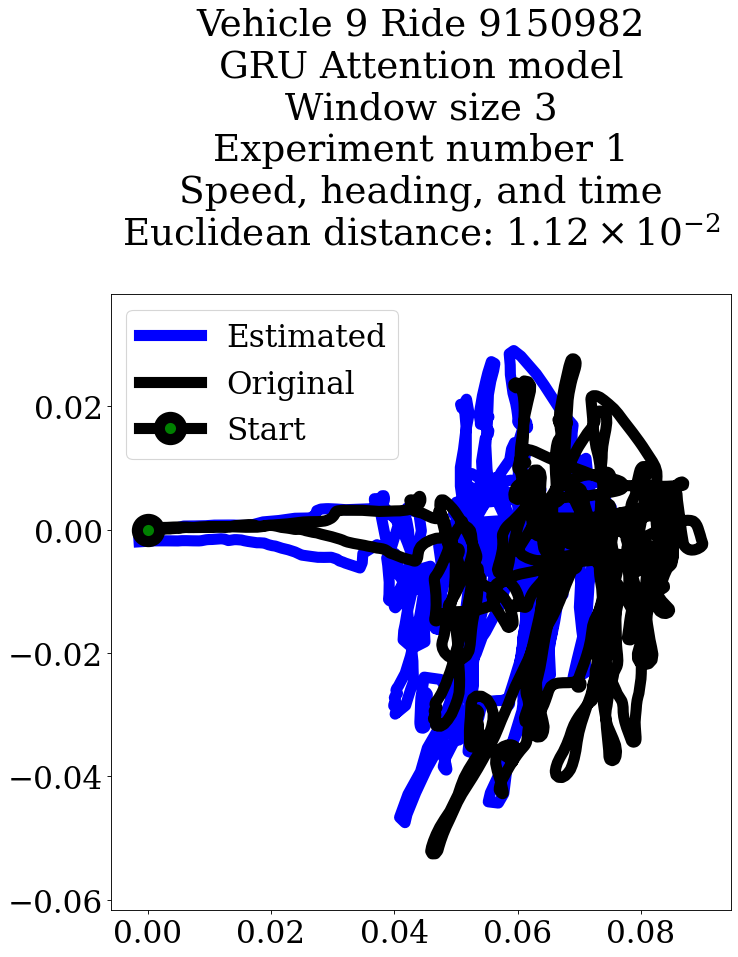 Vehicle 9 Ride 9150982
GRU Attention model
Window size 3
Experiment number 1
Speed, heading, and time
Euclidean distance: 1.12 × 10⁻²
Estimated
Original
Start
0.02
0.00
−0.02
−0.04
−0.06
0.00 0.02 0.04 0.06 0.08